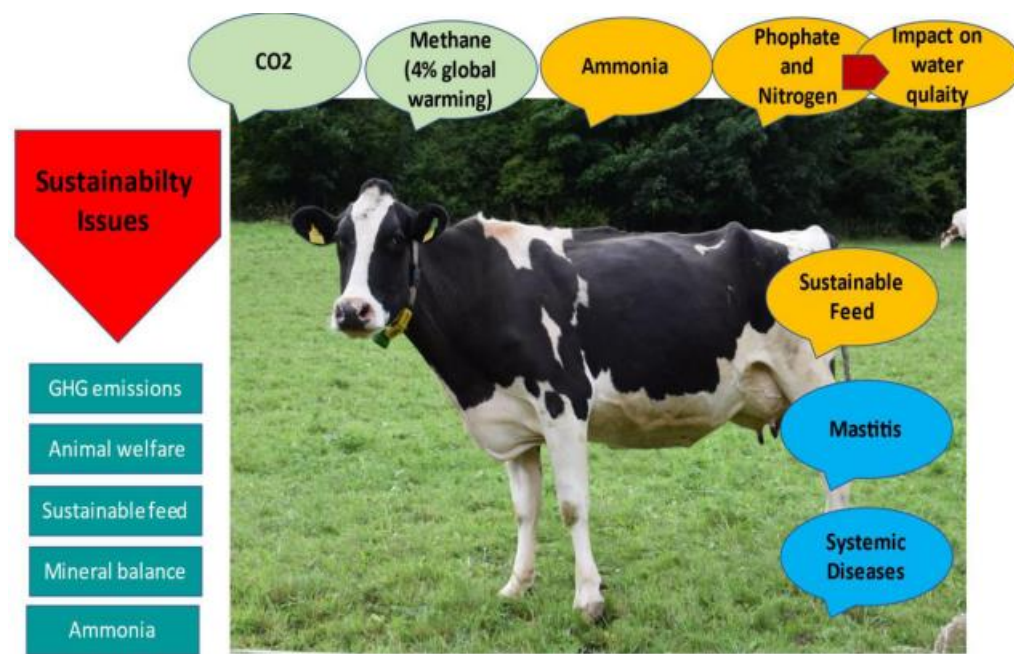 CO2
Methane
(4% global
warming)
Ammonia
Phophate
and
Nitrogen
Impact on
water
qulaity
Sustainabilty
Issues
Sustainable
Feed
GHG emissions
Animal welfare
Mastitis
Sustainable feed
Mineral balance
Systemic
Diseases
Ammonia